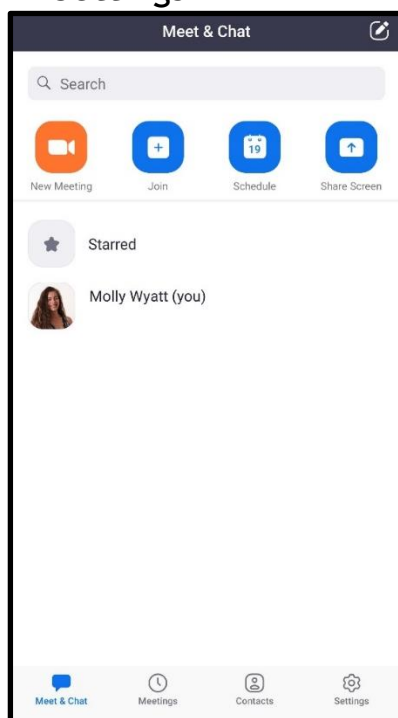 Meet & Chat
Search
19
New Meeting Join Schedule Share Screen
Starred
Molly Wyatt (you)
Meet & Chat Meetings Contacts Settings